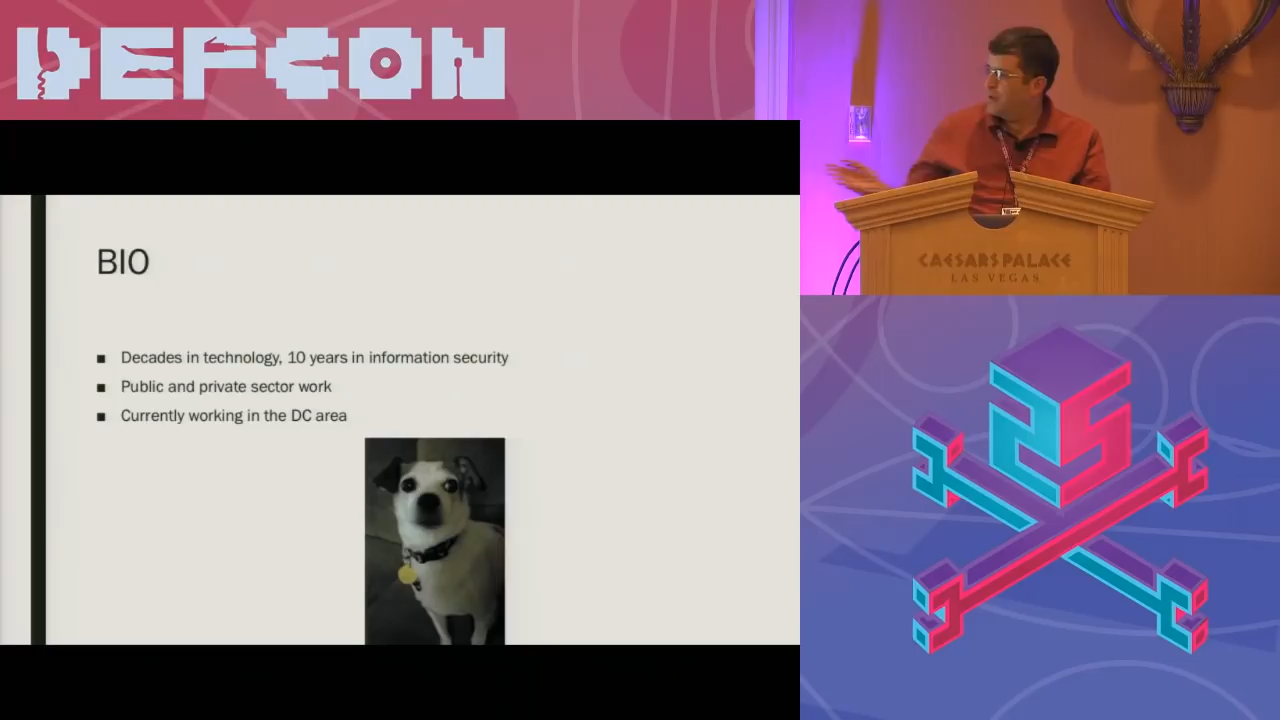 DEFCON
BIO
Decades in technology, 10 years in information security
Public and private sector work
Currently working in the DC area
CAESARS PALACE
LAS VEGAS
25